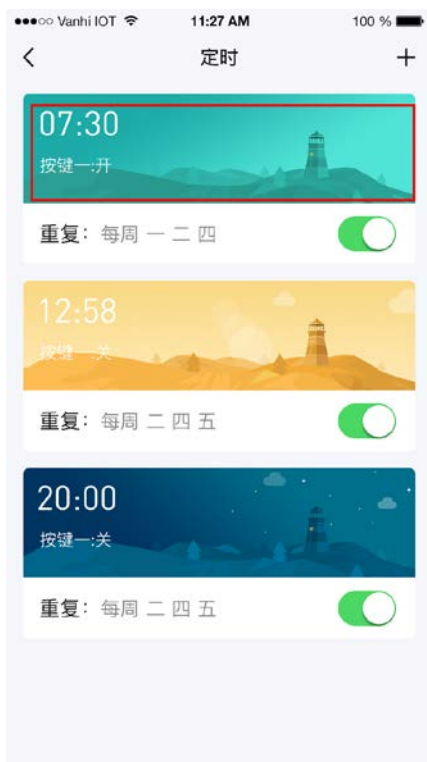 Vanhi IOT 11:27 AM 100 %
定时
07:30
按键一:开
重复：每周 一 二 四
12:58
按键一:关
重复：每周 二 四 五
20:00
按键一:关
重复：每周 二 四 五